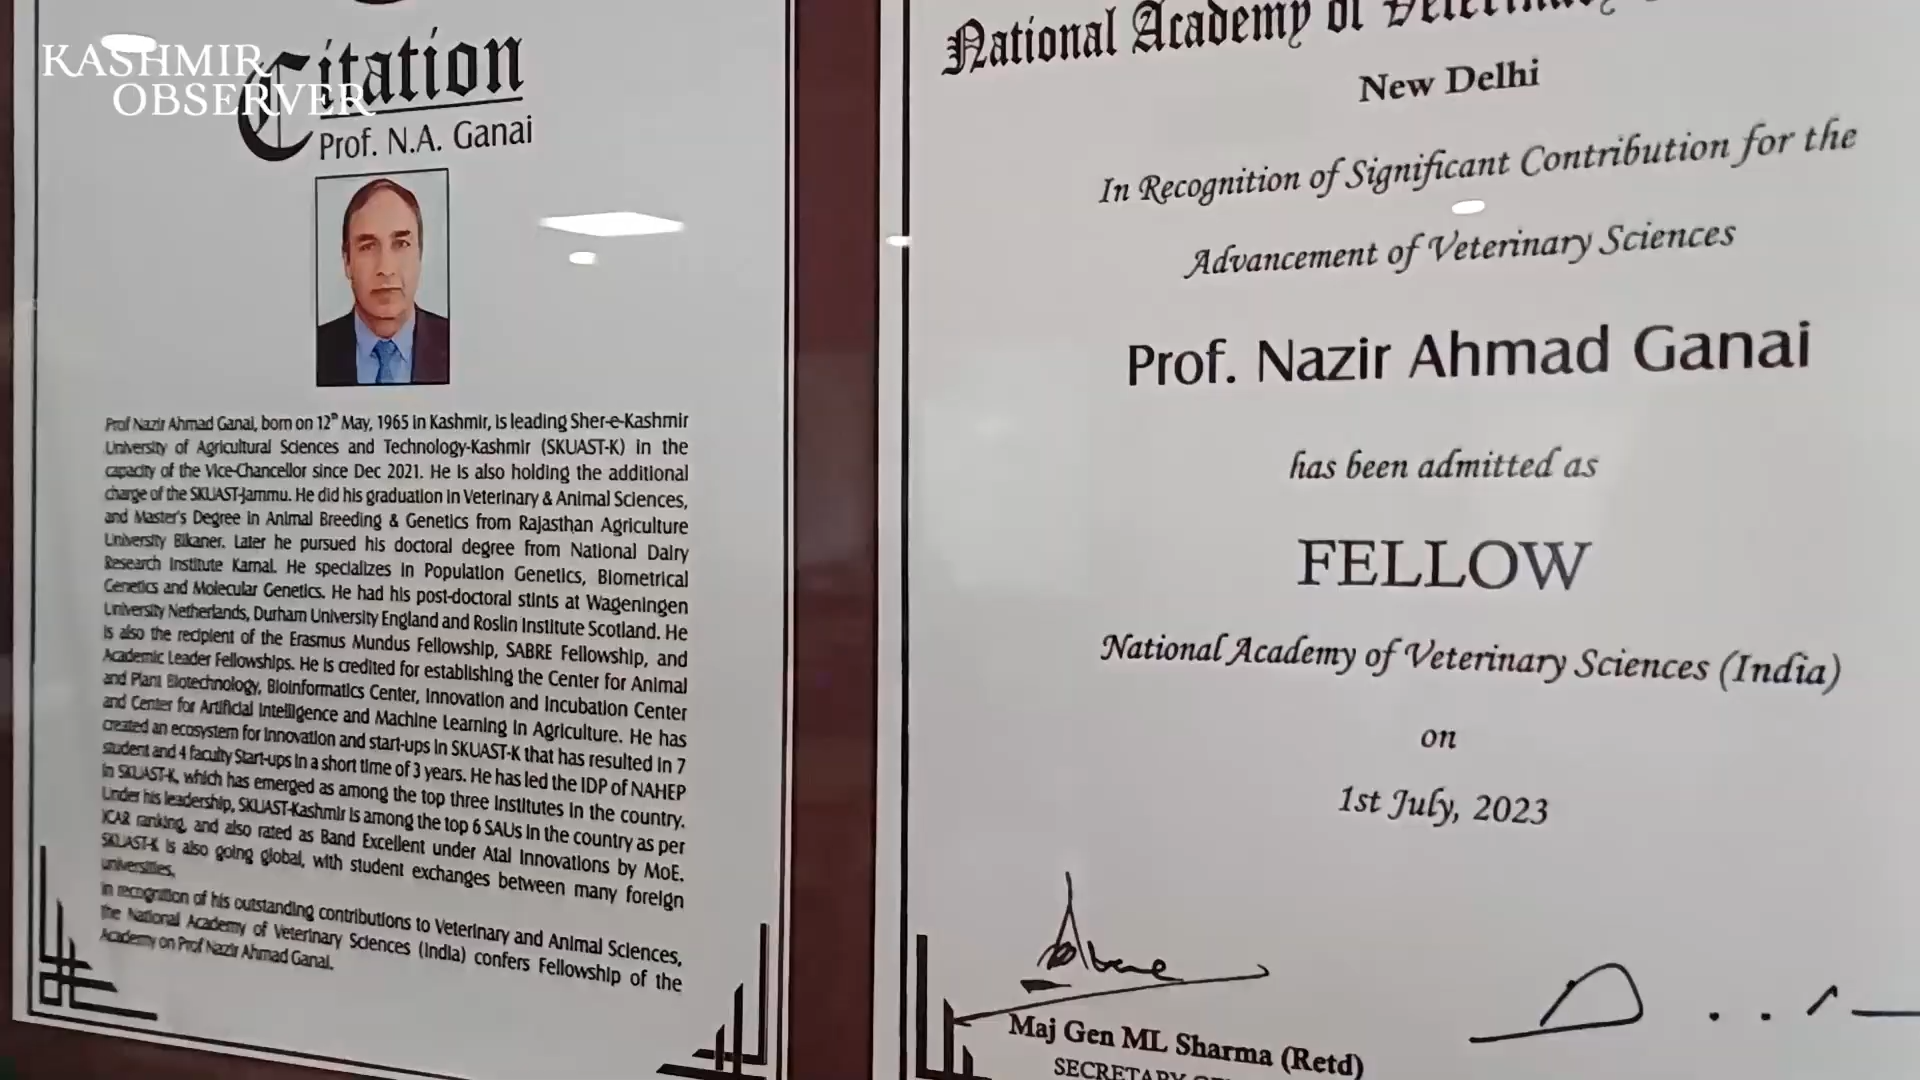 KASHMIR
OBSERVER
Citation
Prof. N.A. Ganai
Prof Nazir Ahmad Ganai, born on 12th May, 1965 in Kashmir, is leading Sher-e-Kashmir
University of Agricultural Sciences and Technology-Kashmir (SKUAST-K) in the
capacity of the Vice-Chancellor since Dec 2021. He is also holding the additional
charge of the SKUAST-Jammu. He did his graduation in Veterinary & Animal Sciences,
and Master's Degree in Animal Breeding & Genetics from Rajasthan Agriculture
University Bikaner. Later he pursued his doctoral degree from National Dairy
Research Institute Karnal. He specializes in Population Genetics, Biometrical
Genetics and Molecular Genetics. He had his post-doctoral stints at Wageningen
University Netherlands, Durham University England and Roslin Institute Scotland. He
is also the recipient of the Erasmus Mundus Fellowship, SABRE Fellowship, and
Academic Leader Fellowships. He is credited for establishing the Center for Animal
and Plant Biotechnology, Bioinformatics Center, Innovation and Incubation Center
and Center for Artificial Intelligence and Machine Learning in Agriculture. He has
created an ecosystem for innovation and start-ups in SKUAST-K that has resulted in 7
student and 4 faculty Start-ups in a short time of 3 years. He has led the IDP of NAHEP
in SKUAST-K, which has emerged as among the top three institutes in the country.
Under his leadership, SKUAST-Kashmir is among the top 6 SAUs in the country as per
ICAR ranking, and also rated as Band Excellent under Atal Innovations by MoE.
SKUAST-K is also going global, with student exchanges between many foreign
universities.
in recognition of his outstanding contributions to Veterinary and Animal Sciences,
the National Academy of Veterinary Sciences (India) confers Fellowship of the
Academy on Prof Nazir Ahmad Ganai.
National Academy of Veterinary
New Delhi
In Recognition of Significant Contribution for the
Advancement of Veterinary Sciences
Prof. Nazir Ahmad Ganai
has been admitted as
FELLOW
National Academy of Veterinary Sciences (India)
on
1st July, 2023
Maj Gen ML Sharma (Retd)
SECRETARY